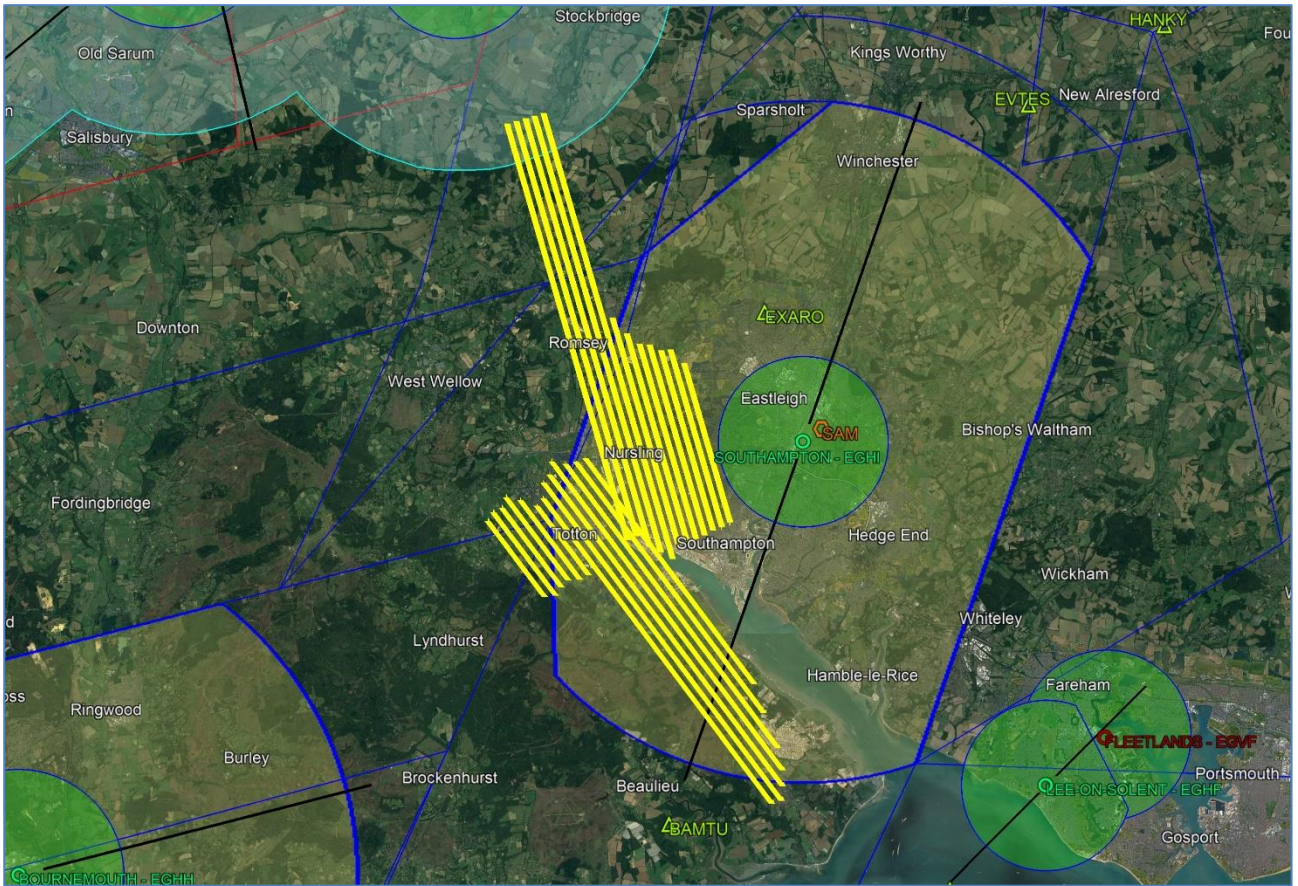 Stockbridge
HANKY
Old Sarum
Kings Worthy
Fou
EVTES
New Alresford
Sparsholt
Salisbury
Winchester
EXARO
Downton
Romsey
West Wellow
Eastleigh
SAM
Bishop's Waltham
Nursling
SOUTHAMPTON - EGHI
Fordingbridge
Totton
Southampton
Hedge End
Wickham
Whiteley
Lyndhurst
Hamble-le-Rice
Fareham
oss
Ringwood
FLEETLANDS - EGVF
Burley
Brockenhurst
Beaulieu
Portsmouth
LEE-ON-SOLENT - EGHF
BAMTU
Gosport
BOURNEMOUTH - EGHH